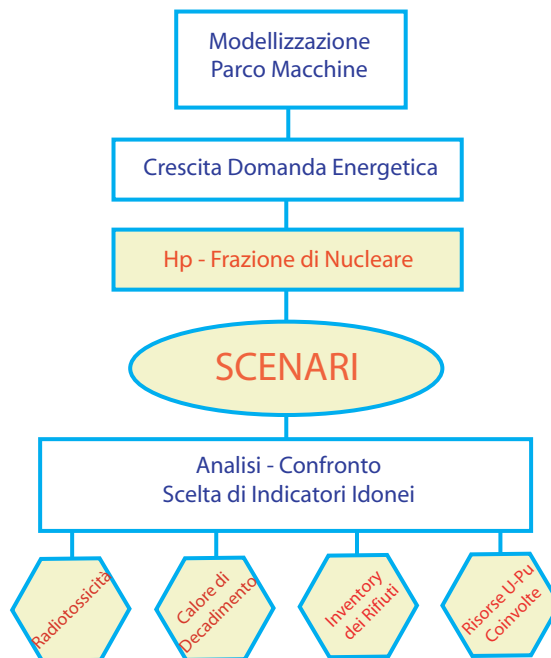 Modellizzazione
Parco Macchine
Crescita Domanda Energetica
Hp - Frazione di Nucleare
SCENARI
Analisi - Confronto
Scelta di Indicatori Idonei
Radiotossicità
Calore di
Decadimento
Inventory
dei Rifiuti
Risorse U-Pu
Coinvolte